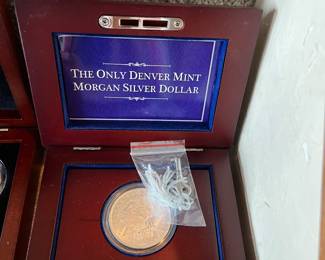 THE ONLY DENVER MINT
MORGAN SILVER DOLLAR